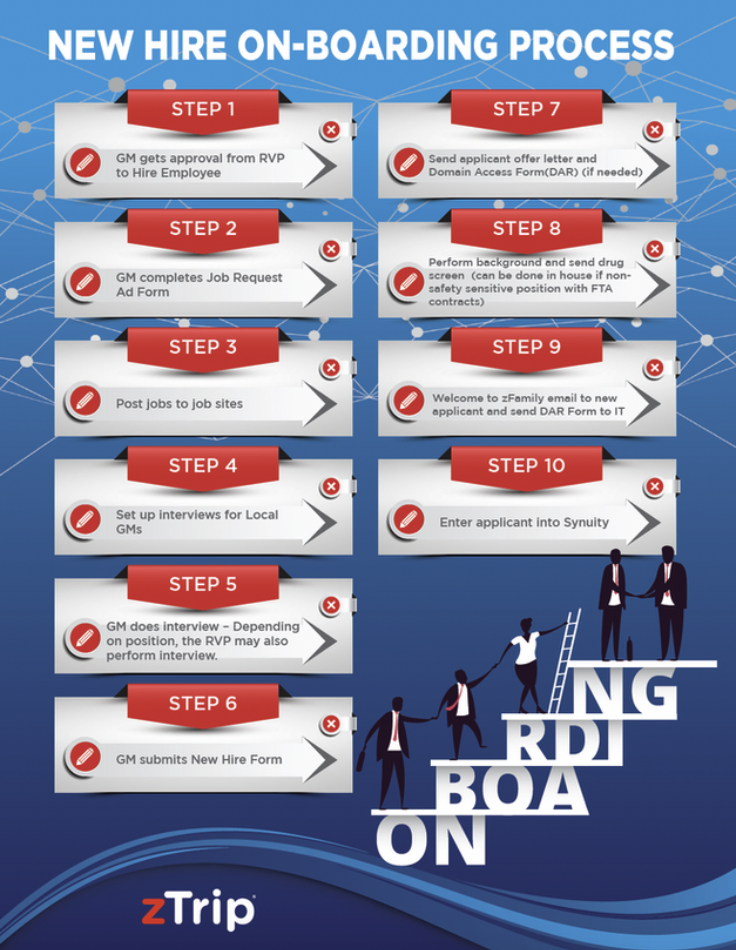 NEW HIRE ON-BOARDING PROCESS
STEP 1
GM gets approval from RVP
to Hire Employee
STEP 2
GM completes Job Request
Ad Form
STEP 3
Post jobs to job sites
STEP 4
Set up interviews for Local
GMs
STEP 5
GM does interview – Depending
on position, the RVP may also
perform interview.
STEP 6
GM submits New Hire Form
STEP 7
Send applicant offer letter and
Domain Access Form(DAR) (if needed)
STEP 8
Perform background and send drug
screen (can be done in house if non-
safety sensitive position with FTA
contracts)
STEP 9
Welcome to zFamily email to new
applicant and send DAR Form to IT
STEP 10
Enter applicant into Synuity
NG
RDI
BOA
ON
zTrip